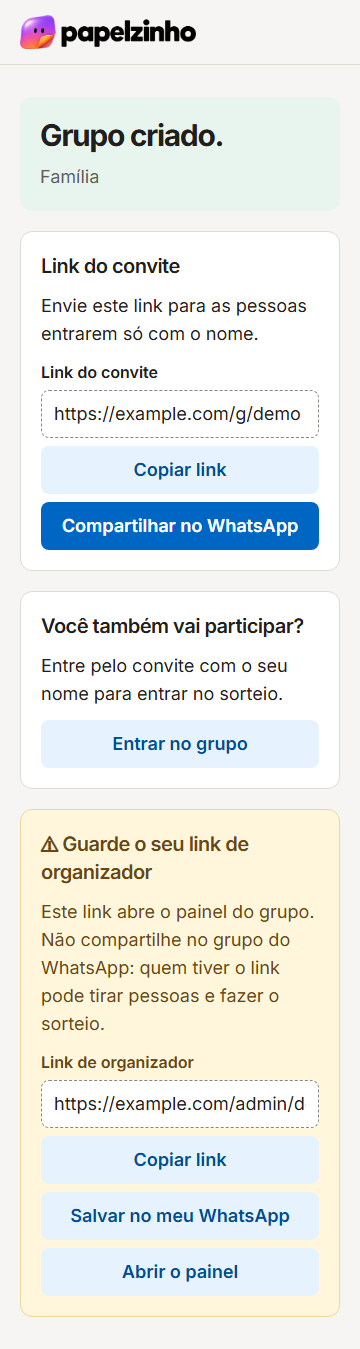 papelzinho
Grupo criado.
Família
Link do convite
Envie este link para as pessoas
entrarem só com o nome.
Link do convite
https://example.com/g/demo
Copiar link
Compartilhar no WhatsApp
Você também vai participar?
Entre pelo convite com o seu
nome para entrar no sorteio.
Entrar no grupo
⚠ Guarde o seu link de
organizador
Este link abre o painel do grupo.
Não compartilhe no grupo do
WhatsApp: quem tiver o link
pode tirar pessoas e fazer o
sorteio.
Link de organizador
https://example.com/admin/d
Copiar link
Salvar no meu WhatsApp
Abrir o painel